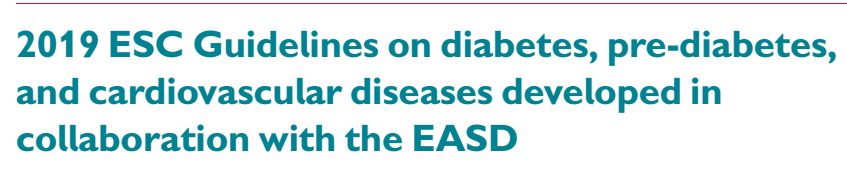 2019 ESC Guidelines on diabetes, pre-diabetes,
and cardiovascular diseases developed in
collaboration with the EASD